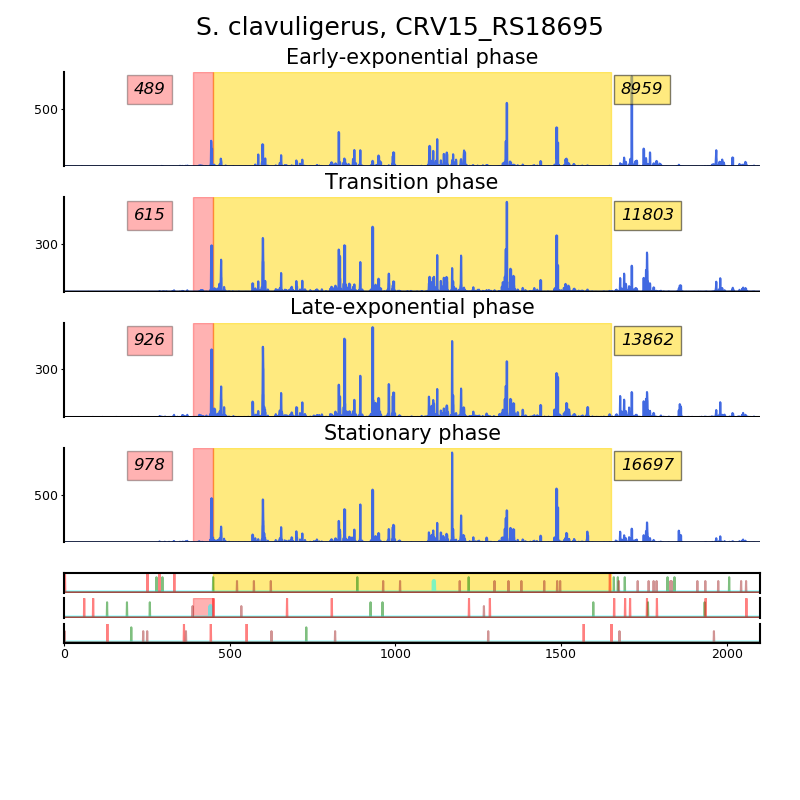 S. clavuligerus, CRV15_RS18695
Early-exponential phase
489
8959
500
Transition phase
615
11803
300
Late-exponential phase
926
13862
300
Stationary phase
978
16697
500
0 500 1000 1500 2000